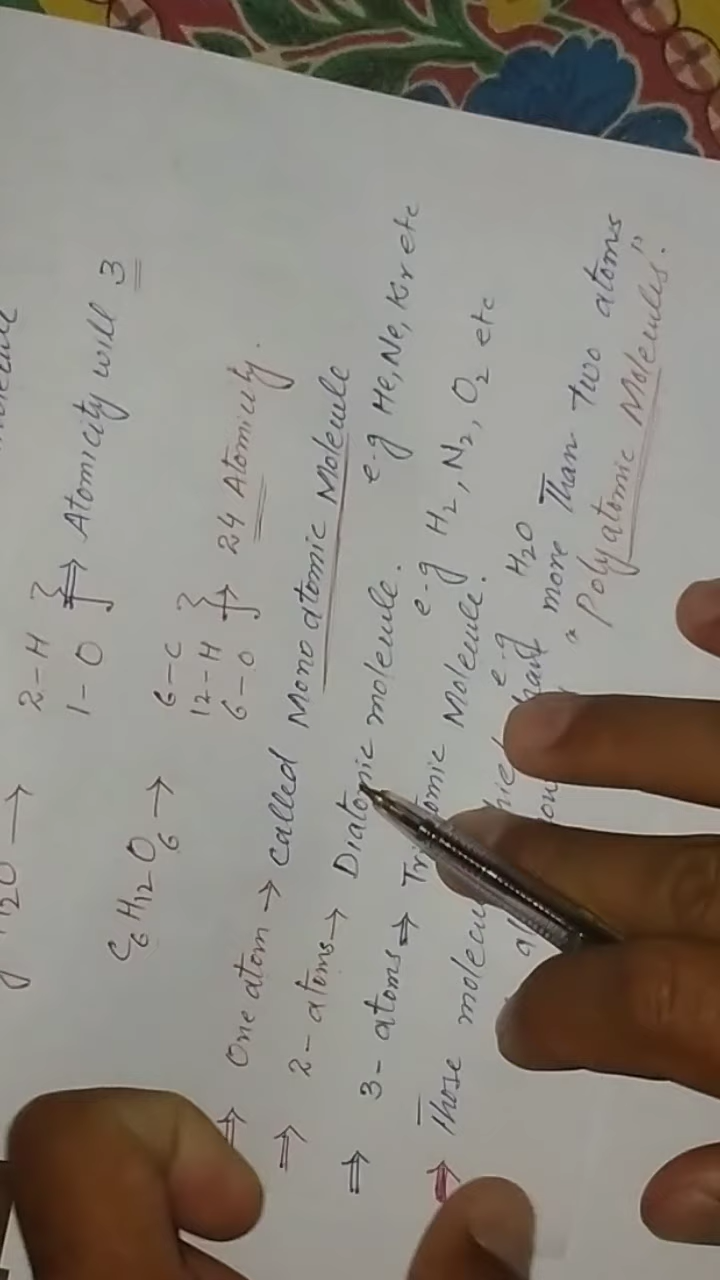 H2O → 2-H
1-O } ⇒ Atomicity will 3
C6H12O6 → 6-C
12-H
6-O } → 24 Atomicity.
⇒ One atom → called Monoatomic Molecule
e.g He, Ne, Kr etc
⇒ 2-atoms → Diatomic molecule.
e-g H2, N2, O2 etc
⇒ 3-atoms ⇒ Molecule.
e-g H2O
⇒ Those more Than two atoms
"Polyatomic Molecules".